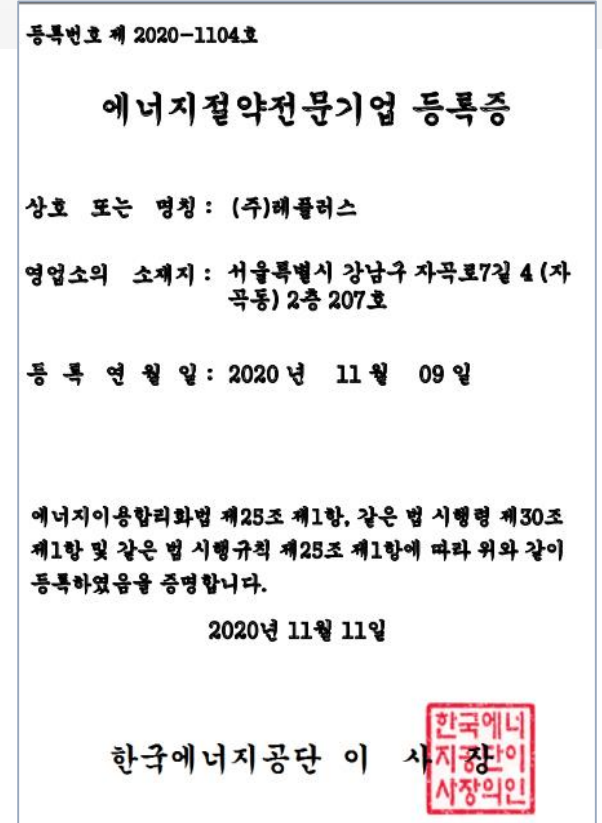 등록번호 제 2020-1104호
에너지절약전문기업 등록증
상호 또는 명칭 : (주)래플러스
영업소의 소재지 : 서울특별시 강남구 자곡로7길 4 (자
곡동) 2층 207호
등 록 연 월 일 : 2020 년 11 월 09 일
에너지이용합리화법 제25조 제1항, 같은 법 시행령 제30조
제1항 및 같은 법 시행규칙 제25조 제1항에 따라 위와 같이
등록하였음을 증명합니다.
2020년 11월 11일
한국에너지공단 이 사 장
한국에너
지공단이
사장의인